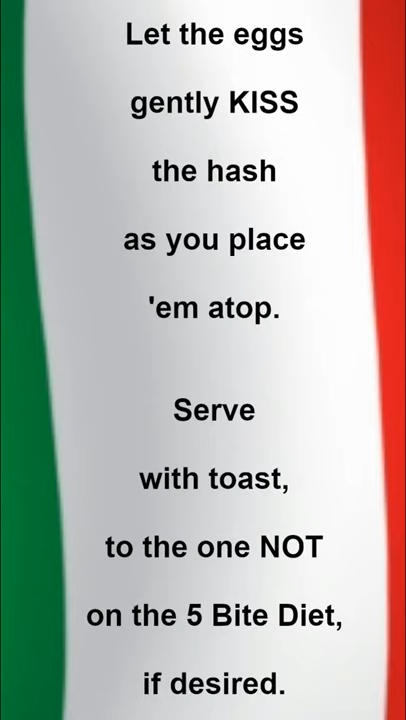 Let the eggs
gently KISS
the hash
as you place
'em atop.
Serve
with toast,
to the one NOT
on the 5 Bite Diet,
if desired.